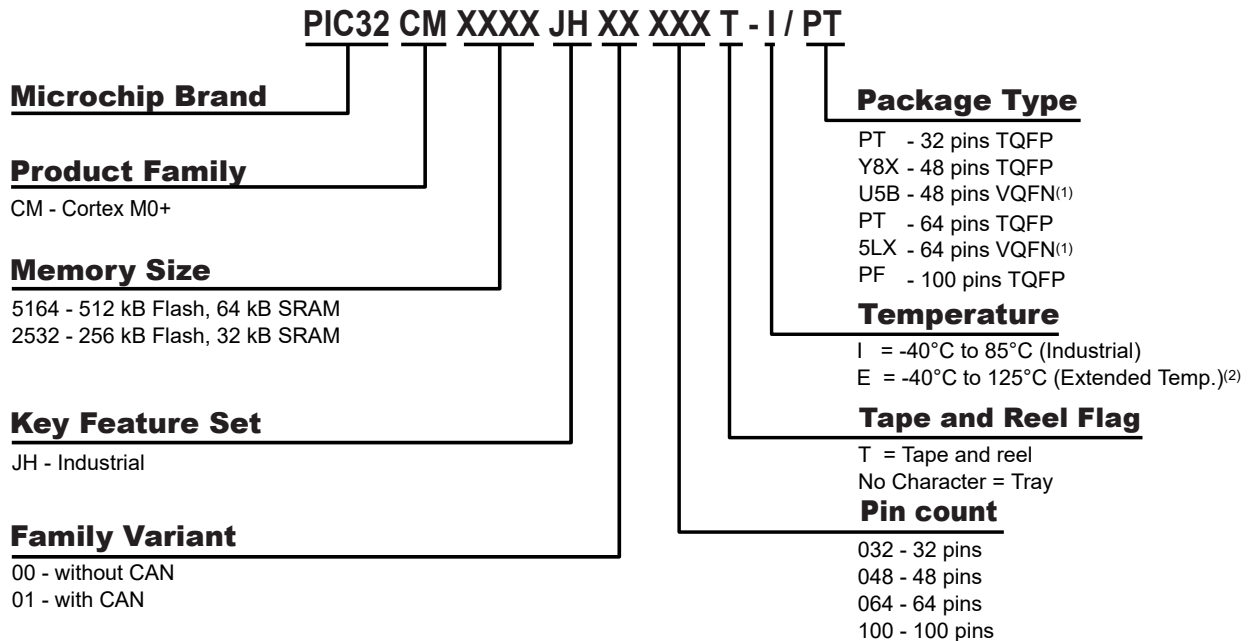 PIC32 CM XXXX JH XX XXX T - I / PT
Microchip Brand
Product Family
CM - Cortex M0+
Memory Size
5164 - 512 kB Flash, 64 kB SRAM
2532 - 256 kB Flash, 32 kB SRAM
Key Feature Set
JH - Industrial
Family Variant
00 - without CAN
01 - with CAN
Package Type
PT - 32 pins TQFP
Y8X - 48 pins TQFP
U5B - 48 pins VQFN(1)
PT - 64 pins TQFP
5LX - 64 pins VQFN(1)
PF - 100 pins TQFP
Temperature
I = -40°C to 85°C (Industrial)
E = -40°C to 125°C (Extended Temp.)(2)
Tape and Reel Flag
T = Tape and reel
No Character = Tray
Pin count
032 - 32 pins
048 - 48 pins
064 - 64 pins
100 - 100 pins